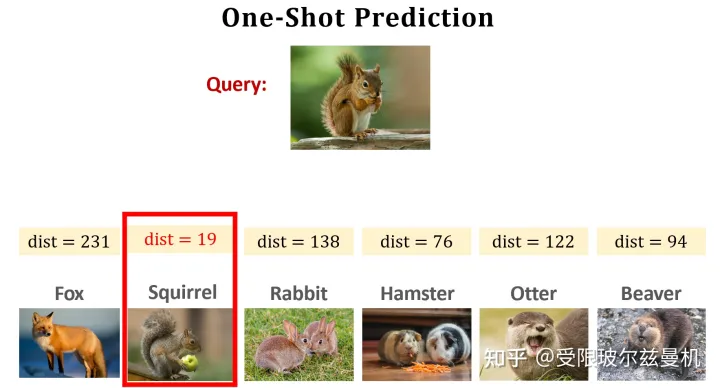 One-Shot Prediction
Query:
dist = 231
dist = 19
dist = 138
dist = 76
dist = 122
dist = 94
Fox
Squirrel
Rabbit
Hamster
Otter
Beaver
知乎 @受限玻尔兹曼机